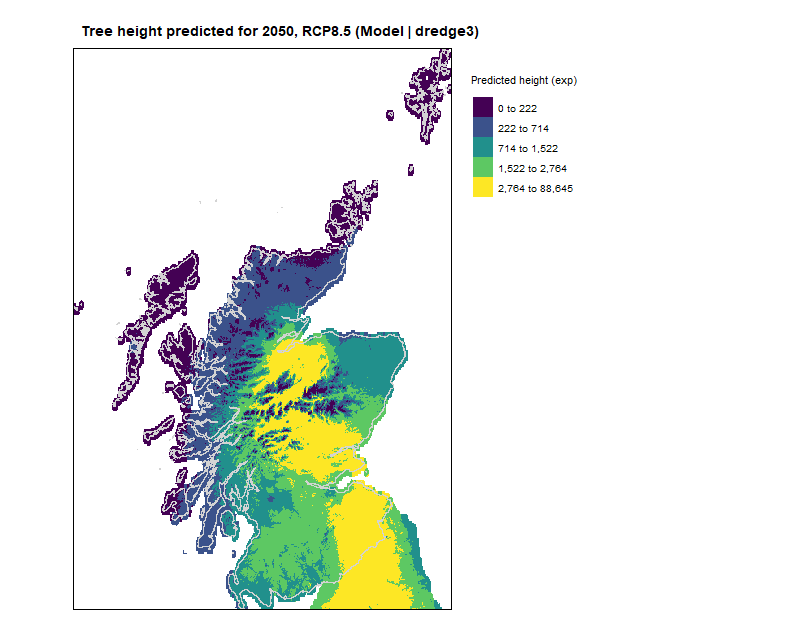 Tree height predicted for 2050, RCP8.5 (Model | dredge3)
Predicted height (exp)
0 to 222
222 to 714
714 to 1,522
1,522 to 2,764
2,764 to 88,645